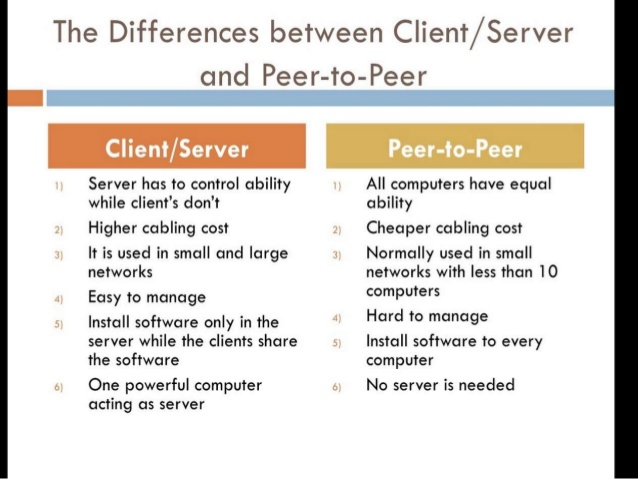 The Differences between Client/Server
and Peer-to-Peer
Client/Server
1) Server has to control ability
while client's don't
2) Higher cabling cost
3) It is used in small and large
networks
4) Easy to manage
5) Install software only in the
server while the clients share
the software
6) One powerful computer
acting as server
Peer-to-Peer
1) All computers have equal
ability
2) Cheaper cabling cost
3) Normally used in small
networks with less than 10
computers
4) Hard to manage
5) Install software to every
computer
6) No server is needed